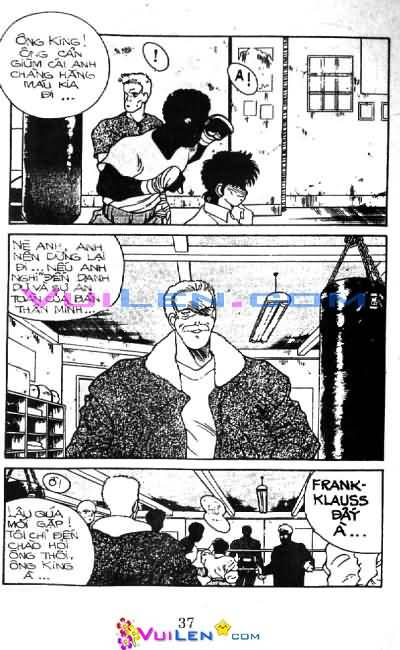 ÔNG KING!
ÔNG CẦN
GIÙM CÁI ANH
CHÀNG HĂNG
MÁU KIA
ĐI ...
!
A!
NÈ ANH, ANH
NÊN DỪNG LẠI
ĐI ... NẾU ANH
NGHĨ ĐẾN DANH
DỰ VÀ SỰ AN
TOÀN CỦA BẢN
THÂN MÌNH ...
VuiLen.com
FRANK-
KLAUSS
ĐẤY
À ...
Ơ!
LÂU QUÁ
MỚI GẶP!
TÔI CHỈ ĐẾN
CHÀO HỎI
ÔNG THÔI,
ÔNG KING
Ạ ...
37
VuiLen.com